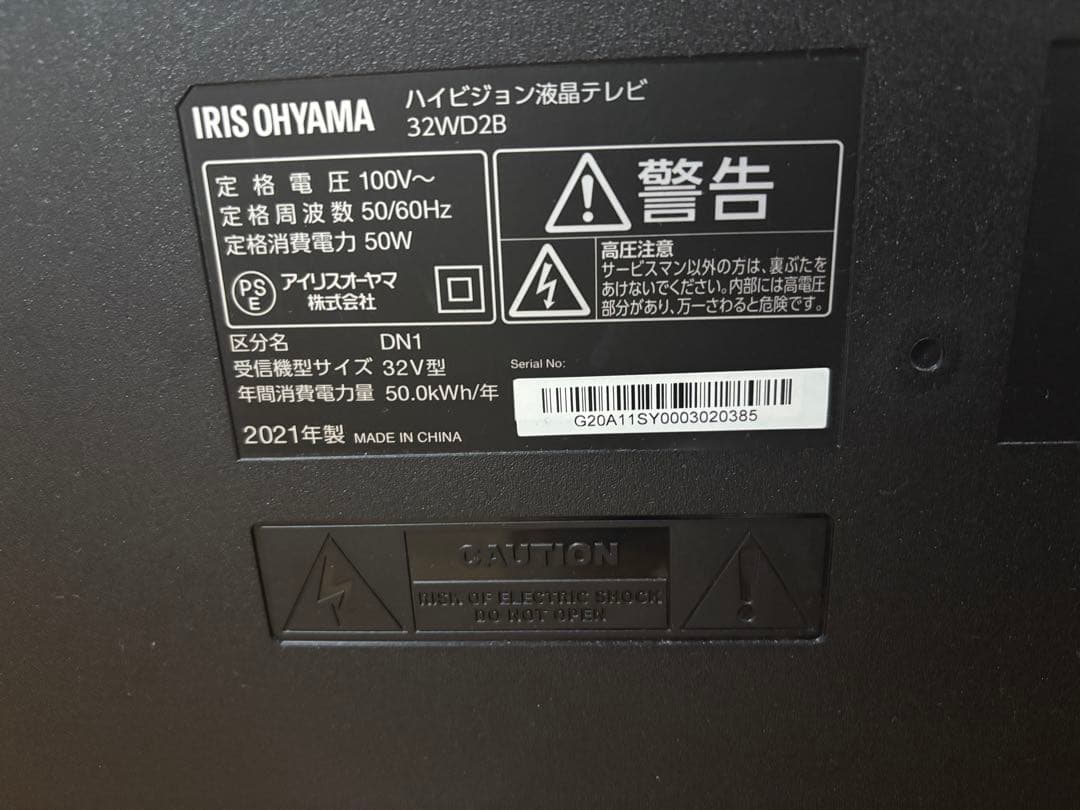 IRIS OHYAMA
ハイビジョン液晶テレビ
32WD2B
定格電圧 100V～
定格周波数 50/60Hz
定格消費電力 50W
PS
E
アイリスオーヤマ
株式会社
警告
高圧注意
サービスマン以外の方は、裏ぶたを
あけないでください。内部には高電圧
部分があり、万一さわると危険です。
区分名 DN1
受信機型サイズ 32V型
年間消費電力量 50.0kWh/年
2021年製 MADE IN CHINA
Serial No:
G20A11SY0003020385
CAUTION
RISK OF ELECTRIC SHOCK
DO NOT OPEN